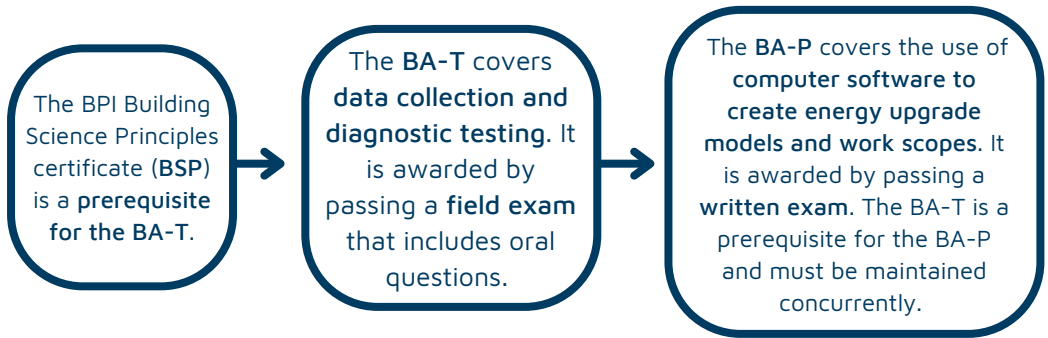 The BPI Building
Science Principles
certificate (BSP)
is a prerequisite
for the BA-T.
The BA-T covers
data collection and
diagnostic testing. It
is awarded by
passing a field exam
that includes oral
questions.
The BA-P covers the use of
computer software to
create energy upgrade
models and work scopes. It
is awarded by passing a
written exam. The BA-T is a
prerequisite for the BA-P
and must be maintained
concurrently.